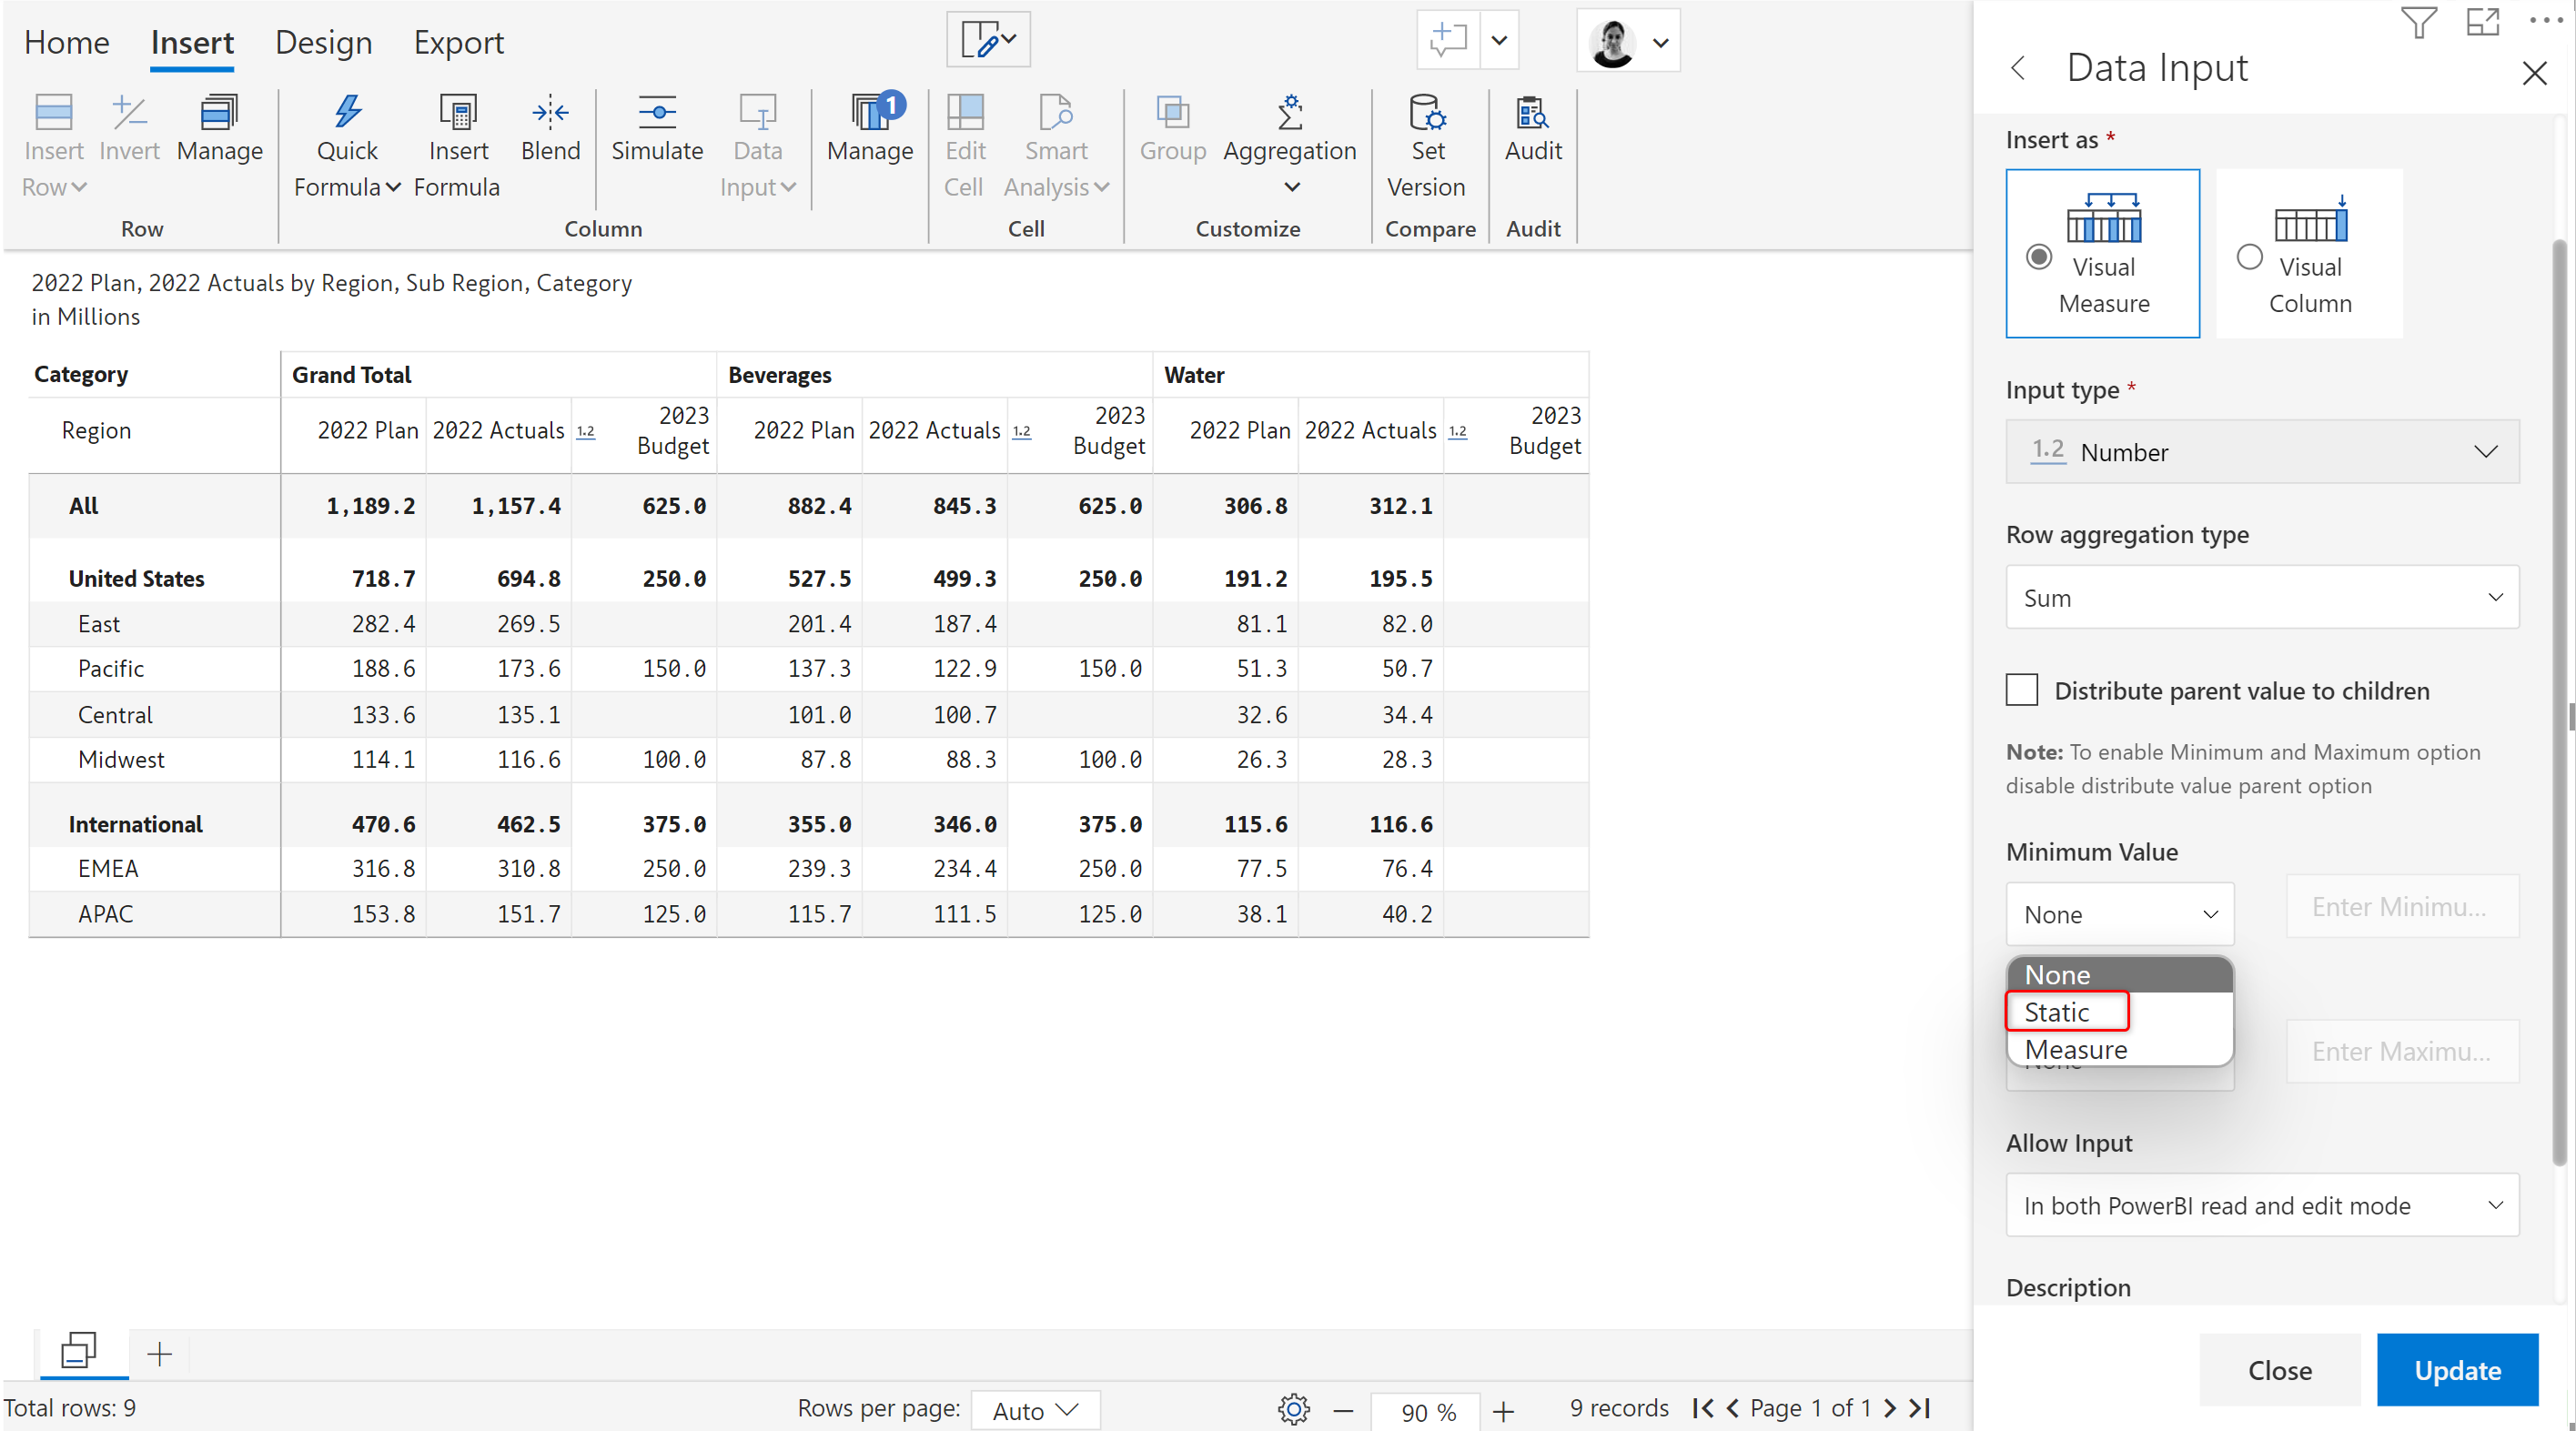 Home Insert Design Export
Insert Row
Invert
Manage
Quick Formula
Insert Formula
Blend
Simulate
Data Input
Manage 1
Edit Cell
Smart Analysis
Group
Aggregation
Set Version
Audit
Row Column Cell Customize Compare Audit
2022 Plan, 2022 Actuals by Region, Sub Region, Category
in Millions
Category Grand Total Beverages Water
Region 2022 Plan 2022 Actuals 1.2 2023 Budget 2022 Plan 2022 Actuals 1.2 2023 Budget 2022 Plan 2022 Actuals 1.2 2023 Budget
All 1,189.2 1,157.4 625.0 882.4 845.3 625.0 306.8 312.1
United States 718.7 694.8 250.0 527.5 499.3 250.0 191.2 195.5
East 282.4 269.5 201.4 187.4 81.1 82.0
Pacific 188.6 173.6 150.0 137.3 122.9 150.0 51.3 50.7
Central 133.6 135.1 101.0 100.7 32.6 34.4
Midwest 114.1 116.6 100.0 87.8 88.3 100.0 26.3 28.3
International 470.6 462.5 375.0 355.0 346.0 375.0 115.6 116.6
EMEA 316.8 310.8 250.0 239.3 234.4 250.0 77.5 76.4
APAC 153.8 151.7 125.0 115.7 111.5 125.0 38.1 40.2
Total rows: 9
Rows per page: Auto
90 %
9 records
Page 1 of 1
Data Input
Insert as *
Visual Measure
Visual Column
Input type *
1.2 Number
Row aggregation type
Sum
Distribute parent value to children
Note: To enable Minimum and Maximum option
disable distribute value parent option
Minimum Value
None Enter Minimu...
None
Static
Measure
Enter Maximu...
Allow Input
In both PowerBI read and edit mode
Description
Close Update